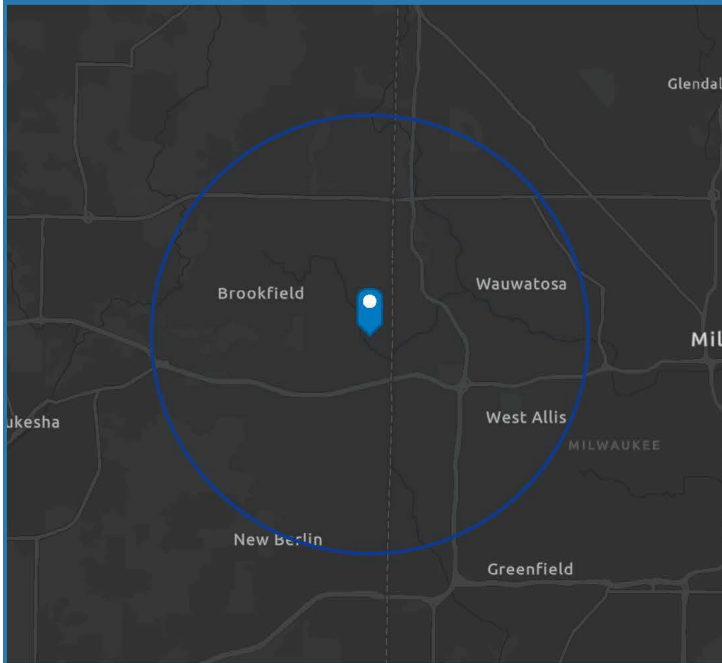 Glendal
Wauwatosa
Brookfield
Mil
West Allis
ukesha
MILWAUKEE
New Berlin
Greenfield